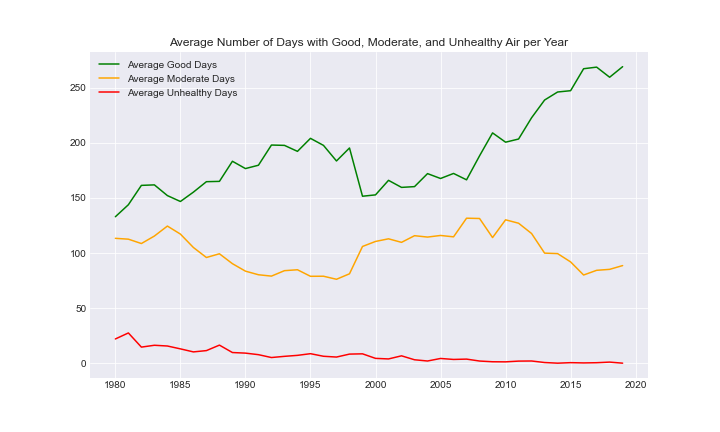 Average Number of Days with Good, Moderate, and Unhealthy Air per Year
Average Good Days
Average Moderate Days
Average Unhealthy Days
250
200
150
100
50
0
1980 1985 1990 1995 2000 2005 2010 2015 2020